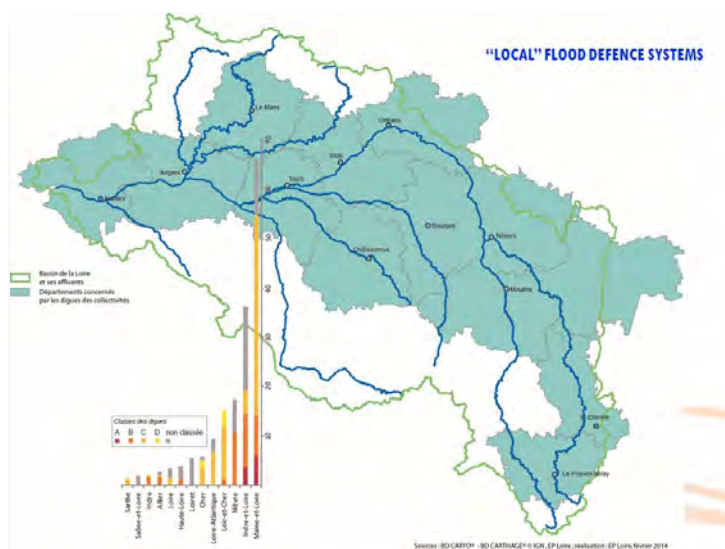 "LOCAL" FLOOD DEFENCE SYSTEMS
Le Mans
Orléans
Blois
Angers
Tours
Nantes
Bourges
Nevers
Châteauroux
Moulins
St-Etienne
Le Puy-en-Velay
Bassin de la Loire
et ses affluents
Départements concernés
par les digues des collectivités
70
60
50
40
30
20
10
Classes des digues
A B C D non classée
Sarthe
Saône-et-Loire
Indre
Allier
Loire
Haute-Loire
Loiret
Cher
Loire-Atlantique
Loir-et-Cher
Nièvre
Indre-et-Loire
Maine-et-Loire
Sources : BD CARTO® - BD CARTHAGE® © IGN, EP Loire ; réalisation : EP Loire, février 2014